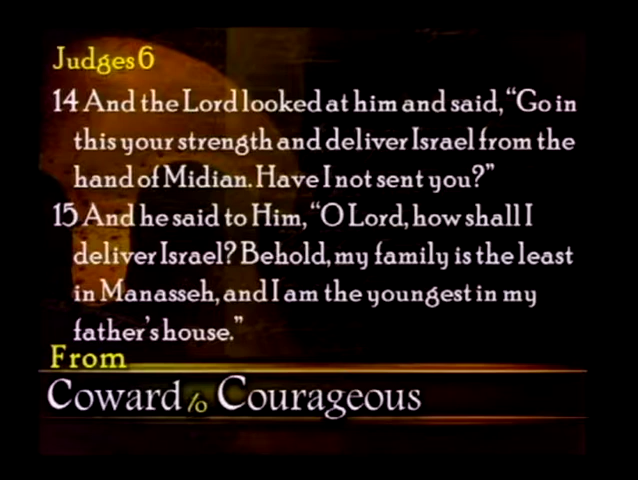 Judges 6
14 And the Lord looked at him and said, “Go in
this your strength and deliver Israel from the
hand of Midian. Have I not sent you?”
15 And he said to Him, “O Lord, how shall I
deliver Israel? Behold, my family is the least
in Manasseh, and I am the youngest in my
father’s house.”
From
Coward to Courageous